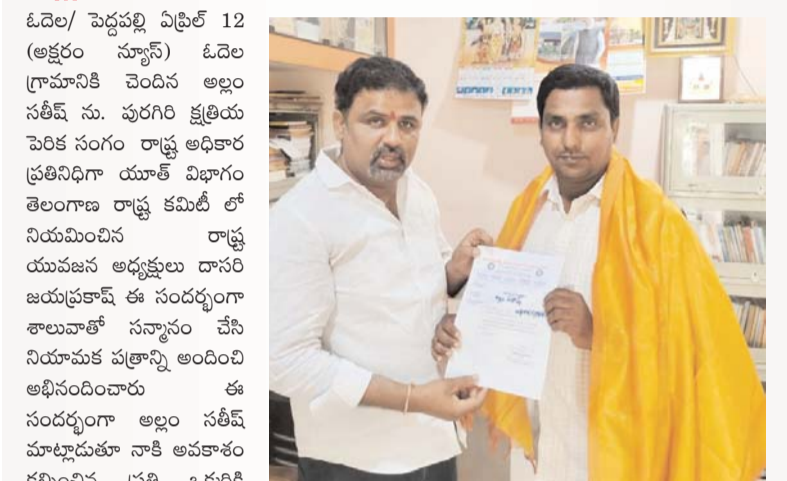 ఓదెల/ పెద్దపల్లి ఏప్రిల్ 12
(అక్షరం న్యూస్) ఓదెల
గ్రామానికి చెందిన అల్లం
సతీష్ ను. పురగిరి క్షత్రియ
పెరిక సంగం రాష్ట్ర అధికార
ప్రతినిధిగా యూత్ విభాగం
తెలంగాణ రాష్ట్ర కమిటీ లో
నియమించిన రాష్ట్ర
యువజన అధ్యక్షులు దాసరి
జయప్రకాష్ ఈ సందర్భంగా
శాలువాతో సన్మానం చేసి
నియామక పత్రాన్ని అందించి
అభినందించారు ఈ
సందర్భంగా అల్లం సతీష్
మాట్లాడుతూ నాకి అవకాశం